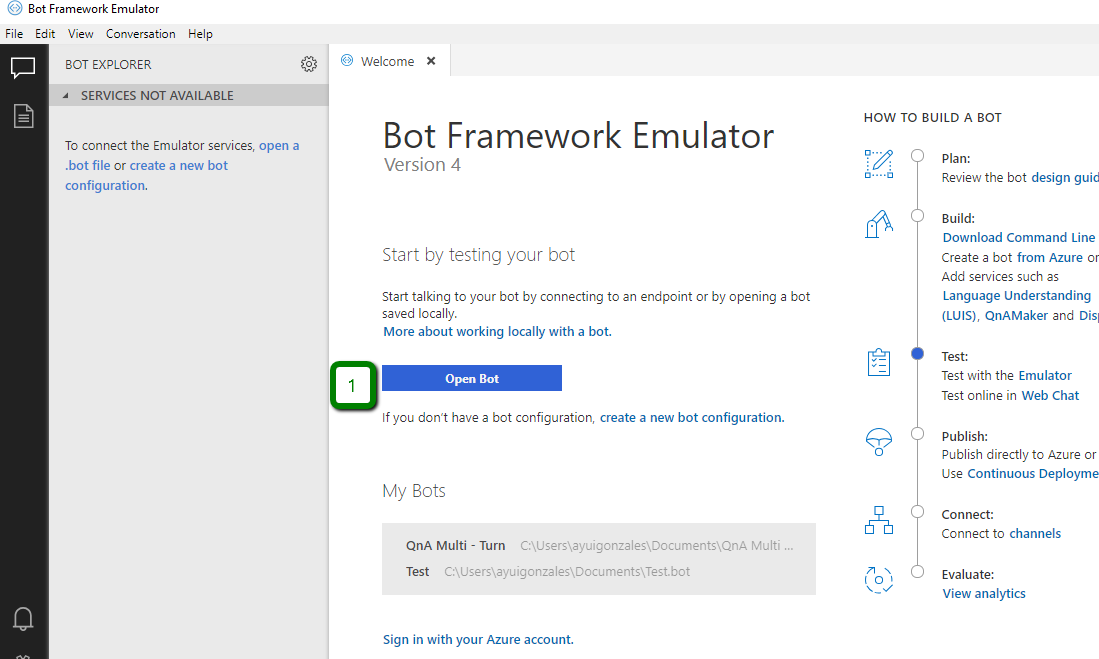 Bot Framework Emulator
File Edit View Conversation Help
BOT EXPLORER
SERVICES NOT AVAILABLE
To connect the Emulator services, open a
.bot file or create a new bot
configuration.
Welcome
Bot Framework Emulator
Version 4
Start by testing your bot
Start talking to your bot by connecting to an endpoint or by opening a bot
saved locally.
More about working locally with a bot.
1
Open Bot
If you don't have a bot configuration, create a new bot configuration.
My Bots
QnA Multi - Turn C:\Users\ayuigonzales\Documents\QnA Multi ...
Test C:\Users\ayuigonzales\Documents\Test.bot
Sign in with your Azure account.
HOW TO BUILD A BOT
Plan:
Review the bot design guid
Build:
Download Command Line
Create a bot from Azure or
Add services such as
Language Understanding
(LUIS), QnAMaker and Disp
Test:
Test with the Emulator
Test online in Web Chat
Publish:
Publish directly to Azure or
Use Continuous Deployme
Connect:
Connect to channels
Evaluate:
View analytics